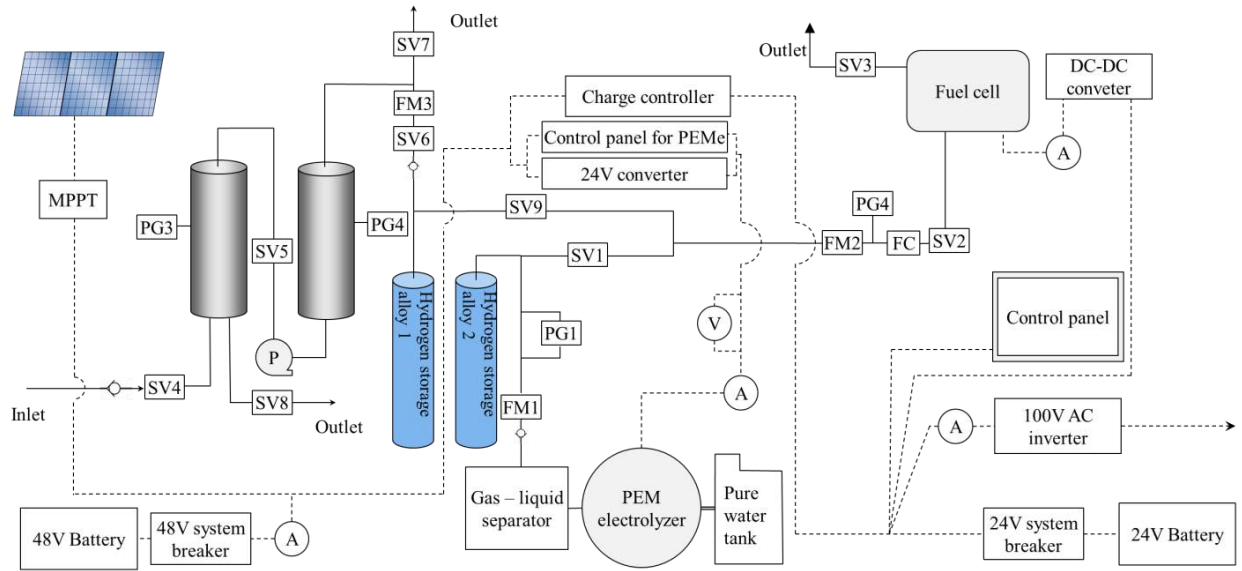 Outlet
SV7
Outlet
SV3
Fuel cell
DC-DC
conveter
Charge controller
FM3
Control panel for PEMe
SV6
24V converter
A
MPPT
PG3
SV5
PG4
SV9
PG4
SV1
FM2
FC
SV2
Hydrogen storage
alloy 1
Hydrogen storage
alloy 2
PG1
V
Control panel
P
SV4
Inlet
SV8
Outlet
FM1
A
A
100V AC
inverter
Gas – liquid
separator
PEM
electrolyzer
Pure
water
tank
48V Battery
48V system
breaker
A
24V system
breaker
24V Battery